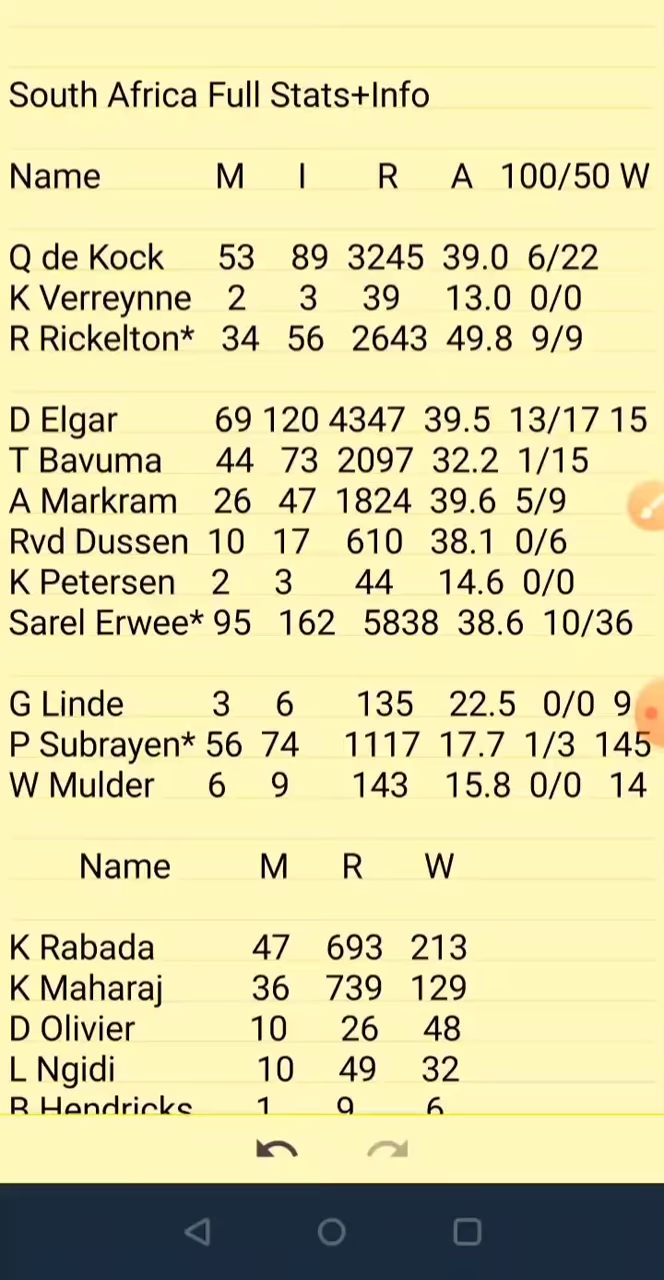 South Africa Full Stats+Info
Name M I R A 100/50 W
Q de Kock 53 89 3245 39.0 6/22
K Verreynne 2 3 39 13.0 0/0
R Rickelton* 34 56 2643 49.8 9/9
D Elgar 69 120 4347 39.5 13/17 15
T Bavuma 44 73 2097 32.2 1/15
A Markram 26 47 1824 39.6 5/9
Rvd Dussen 10 17 610 38.1 0/6
K Petersen 2 3 44 14.6 0/0
Sarel Erwee* 95 162 5838 38.6 10/36
G Linde 3 6 135 22.5 0/0 9
P Subrayen* 56 74 1117 17.7 1/3 145
W Mulder 6 9 143 15.8 0/0 14
Name M R W
K Rabada 47 693 213
K Maharaj 36 739 129
D Olivier 10 26 48
L Ngidi 10 49 32
B Hendricks 1 9 6